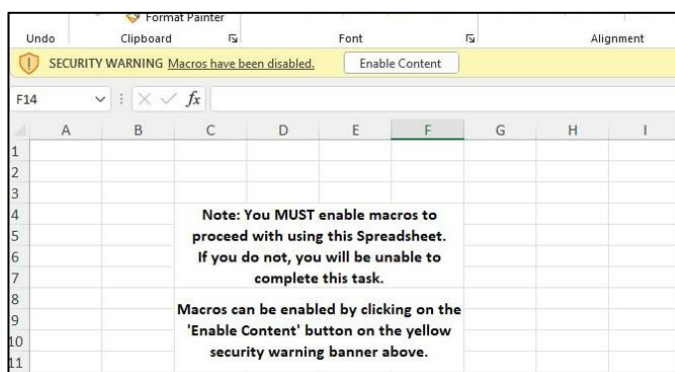 Format Painter
Undo Clipboard Font Alignment
SECURITY WARNING Macros have been disabled. Enable Content
F14 fx
A B C D E F G H I
1
2
3
4 Note: You MUST enable macros to
5 proceed with using this Spreadsheet.
6 If you do not, you will be unable to
7 complete this task.
8
9 Macros can be enabled by clicking on the
10 'Enable Content' button on the yellow
11 security warning banner above.